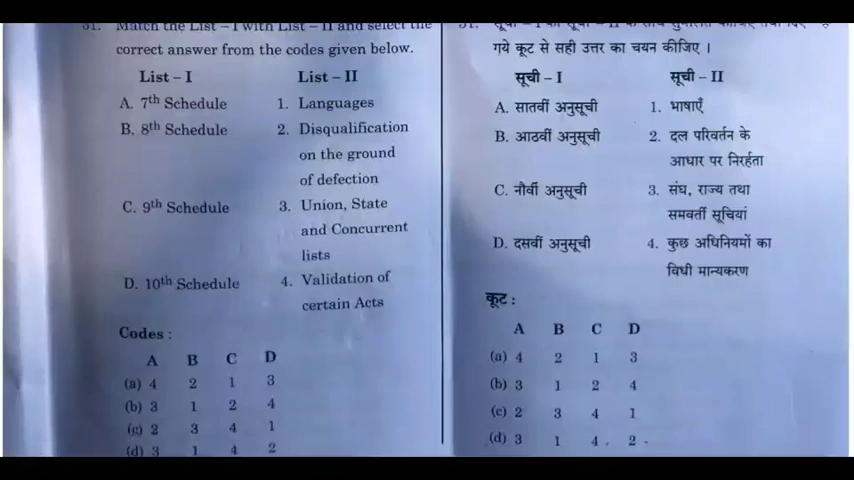 31. Match the List – I with List – II and select the
correct answer from the codes given below.
List – I List – II
A. 7th Schedule 1. Languages
B. 8th Schedule 2. Disqualification
on the ground
of defection
C. 9th Schedule 3. Union, State
and Concurrent
lists
D. 10th Schedule 4. Validation of
certain Acts
Codes :
A B C D
(a) 4 2 1 3
(b) 3 1 2 4
(c) 2 3 4 1
(d) 3 1 4 2
गये कूट से सही उत्तर का चयन कीजिए ।
सूची – I सूची – II
A. सातवीं अनुसूची 1. भाषाएँ
B. आठवीं अनुसूची 2. दल परिवर्तन के
आधार पर निरर्हता
C. नौवीं अनुसूची 3. संघ, राज्य तथा
समवर्ती सूचियां
D. दसवीं अनुसूची 4. कुछ अधिनियमों का
विधी मान्यकरण
कूट :
A B C D
(a) 4 2 1 3
(b) 3 1 2 4
(c) 2 3 4 1
(d) 3 1 4 2